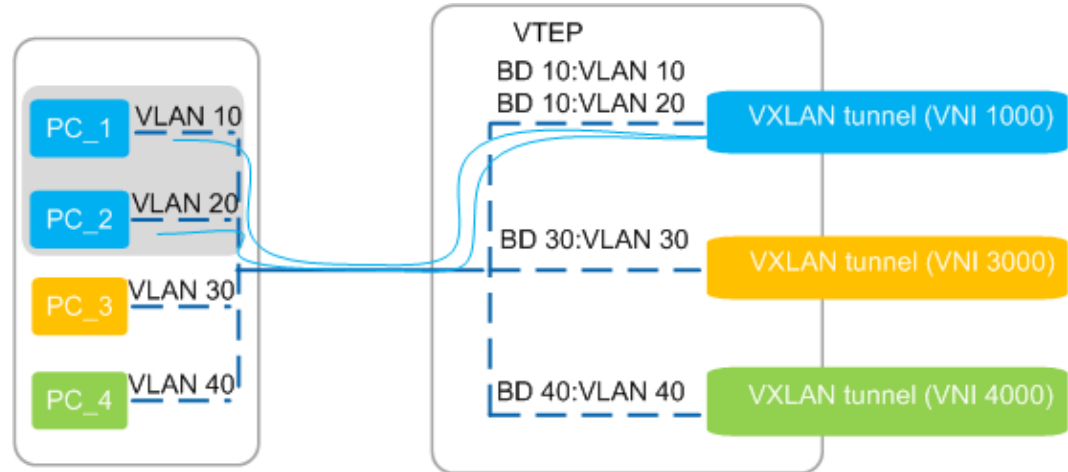 PC_1
VLAN 10
PC_2
VLAN 20
PC_3
VLAN 30
PC_4
VLAN 40
VTEP
BD 10:VLAN 10
BD 10:VLAN 20
VXLAN tunnel (VNI 1000)
BD 30:VLAN 30
VXLAN tunnel (VNI 3000)
BD 40:VLAN 40
VXLAN tunnel (VNI 4000)